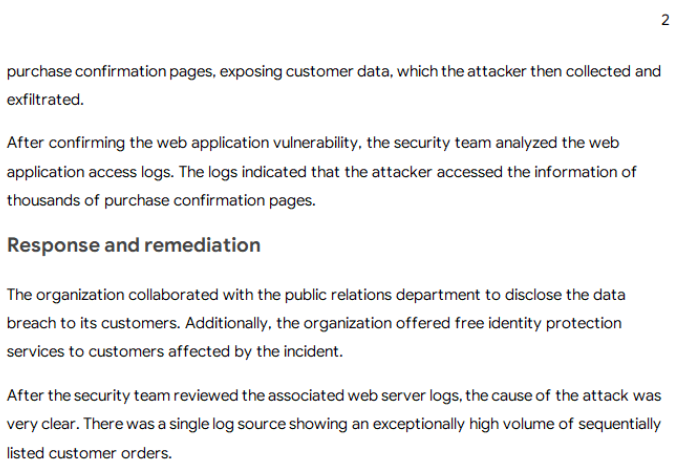 2
purchase confirmation pages, exposing customer data, which the attacker then collected and
exfiltrated.
After confirming the web application vulnerability, the security team analyzed the web
application access logs. The logs indicated that the attacker accessed the information of
thousands of purchase confirmation pages.
Response and remediation
The organization collaborated with the public relations department to disclose the data
breach to its customers. Additionally, the organization offered free identity protection
services to customers affected by the incident.
After the security team reviewed the associated web server logs, the cause of the attack was
very clear. There was a single log source showing an exceptionally high volume of sequentially
listed customer orders.